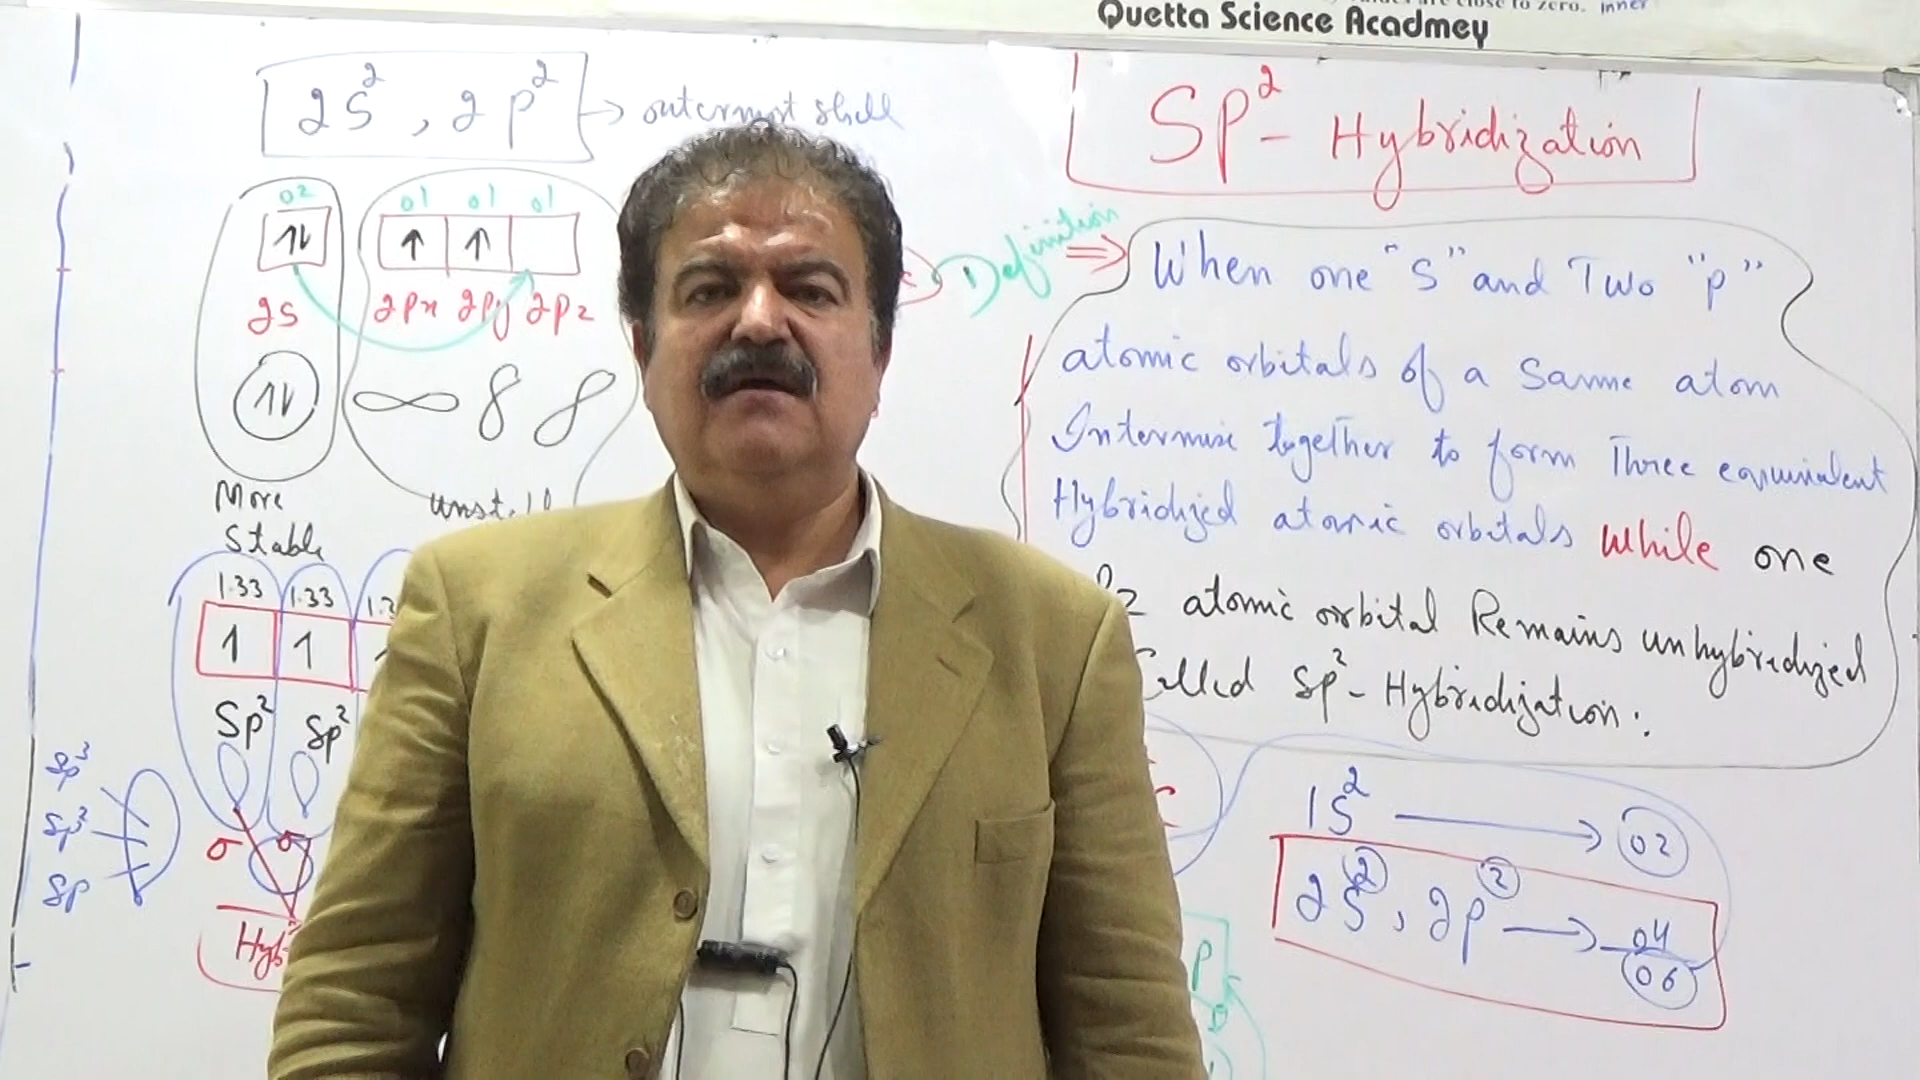 Quetta Science Acadmey
2S², 2P² → outermost shell
SP² - Hybridization
02 01 01 01
2S 2Px 2Py 2Pz
1) Definition ⇒
When one "S" and Two "P"
atomic orbitals of a Same atom
Intermix together to form Three equivalent
Hybridized atomic orbitals While one
Pz atomic orbital Remains unhybridized
Called SP² - Hybridization.
More
Stable
1.33 1.33
1 1
SP² SP²
σ σ
Sp³
Sp²
Sp
1S² → 02
2S², 2P² → 04
06
P